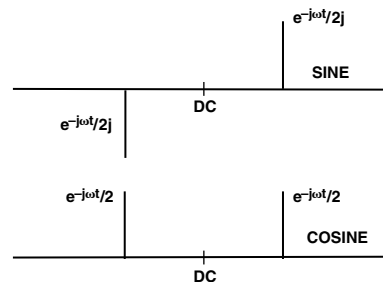 e^–jωt/2j
SINE
DC
e^–jωt/2j
e^–jωt/2
e^–jωt/2
COSINE
DC